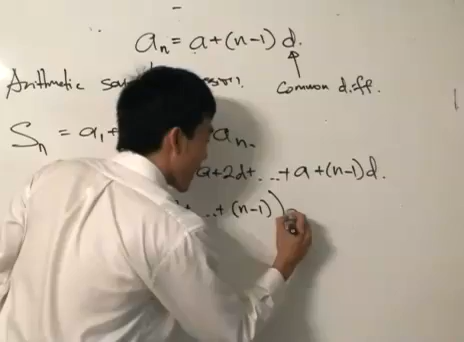 aₙ = a + (n-1) d.
Arithmetic
Common diff.
Sₙ = a₁ + aₙ.
a + 2d + ... + a + (n-1) d.
+ ... + (n-1))